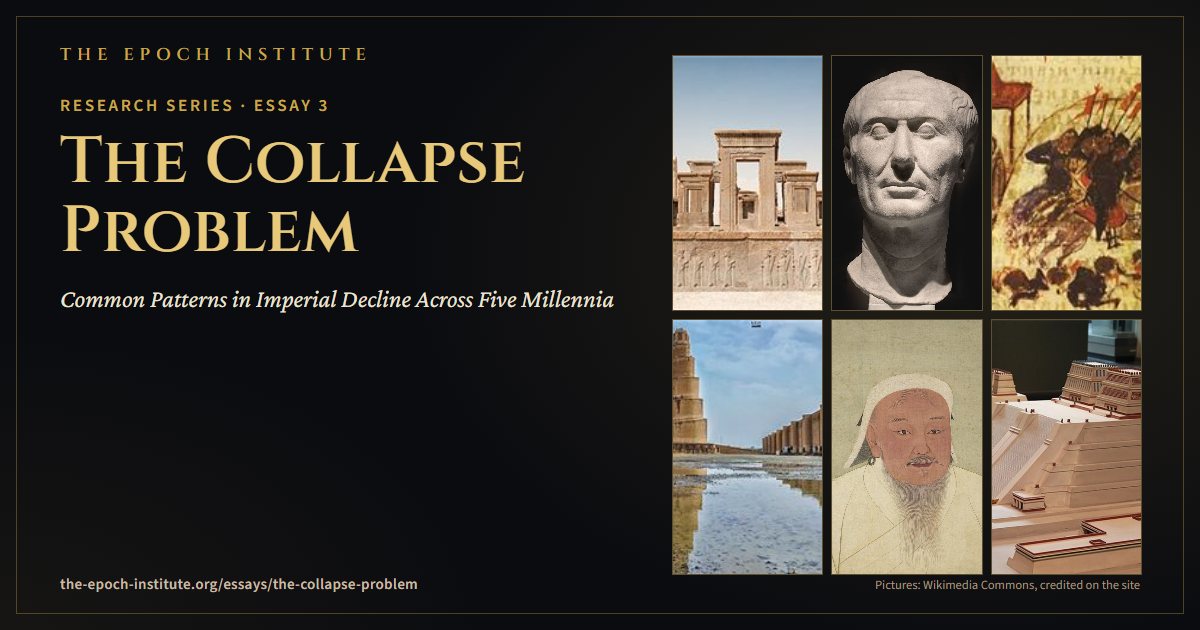 THE EPOCH INSTITUTE
RESEARCH SERIES · ESSAY 3
THE COLLAPSE
PROBLEM
Common Patterns in Imperial Decline Across Five Millennia
the-epoch-institute.org/essays/the-collapse-problem
Pictures: Wikimedia Commons, credited on the site